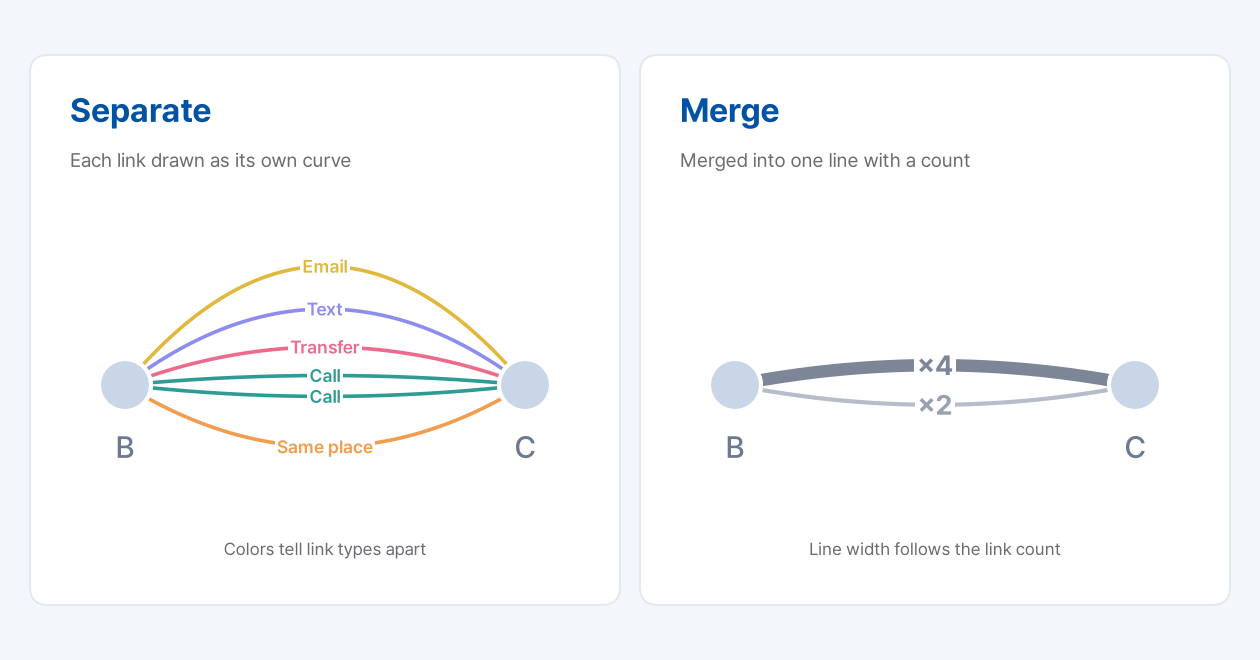 Separate
Each link drawn as its own curve
Email
Text
Transfer
Call
Call
Same place
B
C
Colors tell link types apart
Merge
Merged into one line with a count
×4
×2
B
C
Line width follows the link count